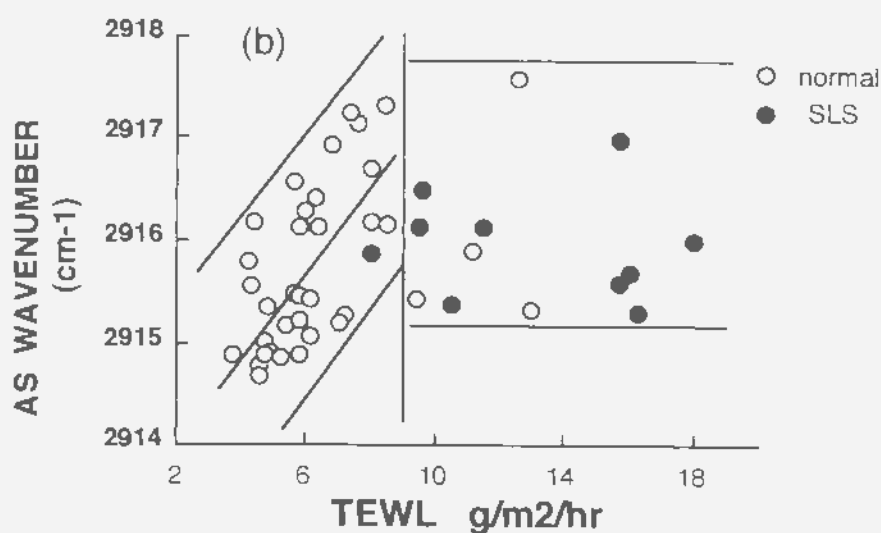 (b)
2918
2917
2916
2915
2914
AS WAVENUMBER
(cm-1)
2
6
10
14
18
TEWL g/m2/hr
normal
SLS